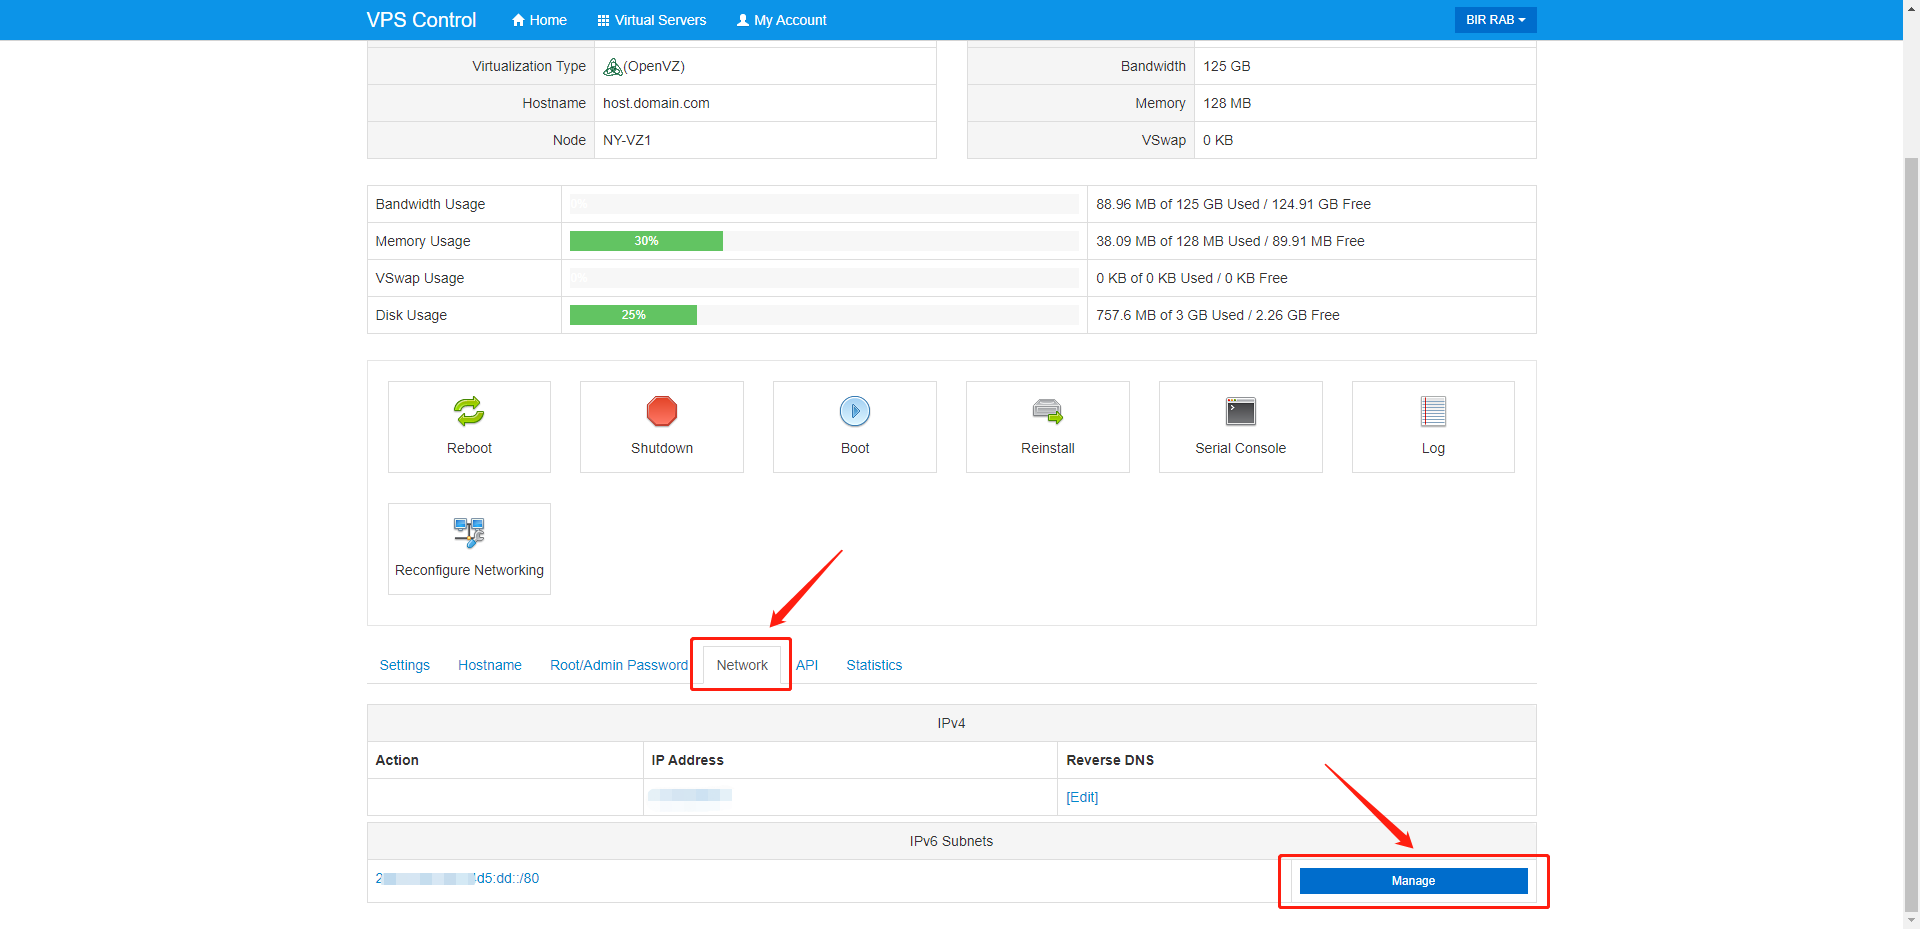 VPS Control Home Virtual Servers My Account BIR RAB
Virtualization Type (OpenVZ)
Hostname host.domain.com
Node NY-VZ1
Bandwidth 125 GB
Memory 128 MB
VSwap 0 KB
Bandwidth Usage 0% 88.96 MB of 125 GB Used / 124.91 GB Free
Memory Usage 30% 38.09 MB of 128 MB Used / 89.91 MB Free
VSwap Usage 0% 0 KB of 0 KB Used / 0 KB Free
Disk Usage 25% 757.6 MB of 3 GB Used / 2.26 GB Free
Reboot Shutdown Boot Reinstall Serial Console Log
Reconfigure Networking
Settings Hostname Root/Admin Password Network API Statistics
IPv4
Action IP Address Reverse DNS
[Edit]
IPv6 Subnets
d5:dd::/80 Manage